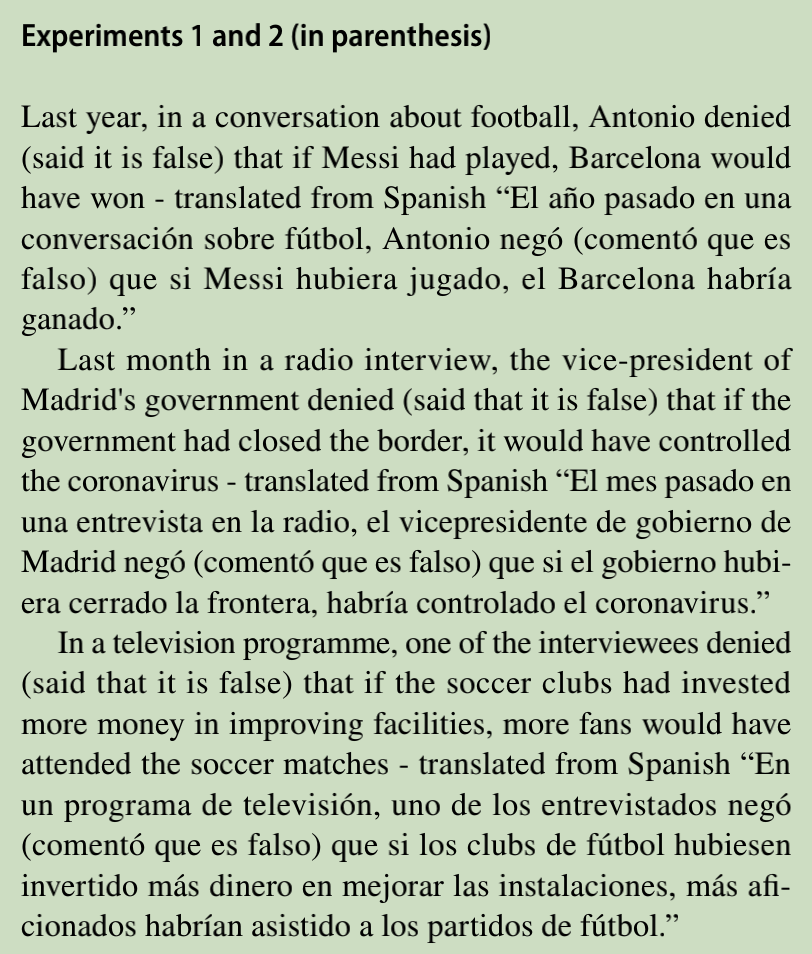 Experiments 1 and 2 (in parenthesis)
Last year, in a conversation about football, Antonio denied
(said it is false) that if Messi had played, Barcelona would
have won - translated from Spanish “El año pasado en una
conversación sobre fútbol, Antonio negó (comentó que es
falso) que si Messi hubiera jugado, el Barcelona habría
ganado.”
Last month in a radio interview, the vice-president of
Madrid's government denied (said that it is false) that if the
government had closed the border, it would have controlled
the coronavirus - translated from Spanish “El mes pasado en
una entrevista en la radio, el vicepresidente de gobierno de
Madrid negó (comentó que es falso) que si el gobierno hubi-
era cerrado la frontera, habría controlado el coronavirus.”
In a television programme, one of the interviewees denied
(said that it is false) that if the soccer clubs had invested
more money in improving facilities, more fans would have
attended the soccer matches - translated from Spanish “En
un programa de televisión, uno de los entrevistados negó
(comentó que es falso) que si los clubs de fútbol hubiesen
invertido más dinero en mejorar las instalaciones, más afi-
cionados habrían asistido a los partidos de fútbol.”